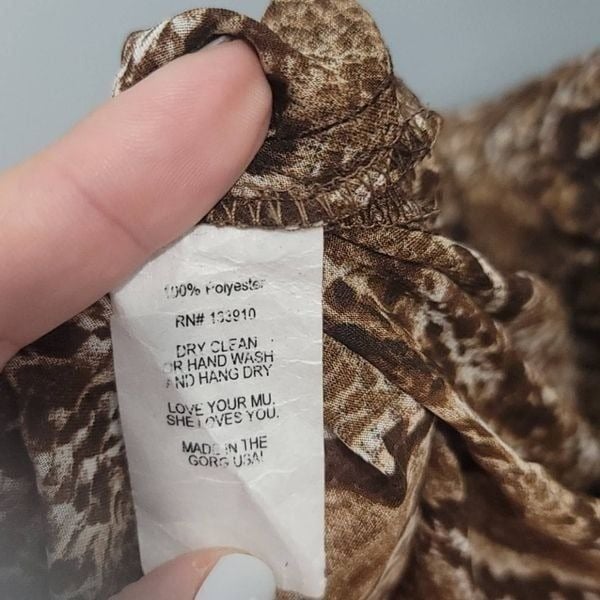 100% Polyester
RN# 133910
DRY CLEAN
OR HAND WASH
AND HANG DRY
LOVE YOUR MU.
SHE LOVES YOU.
MADE IN THE
GORG USA!